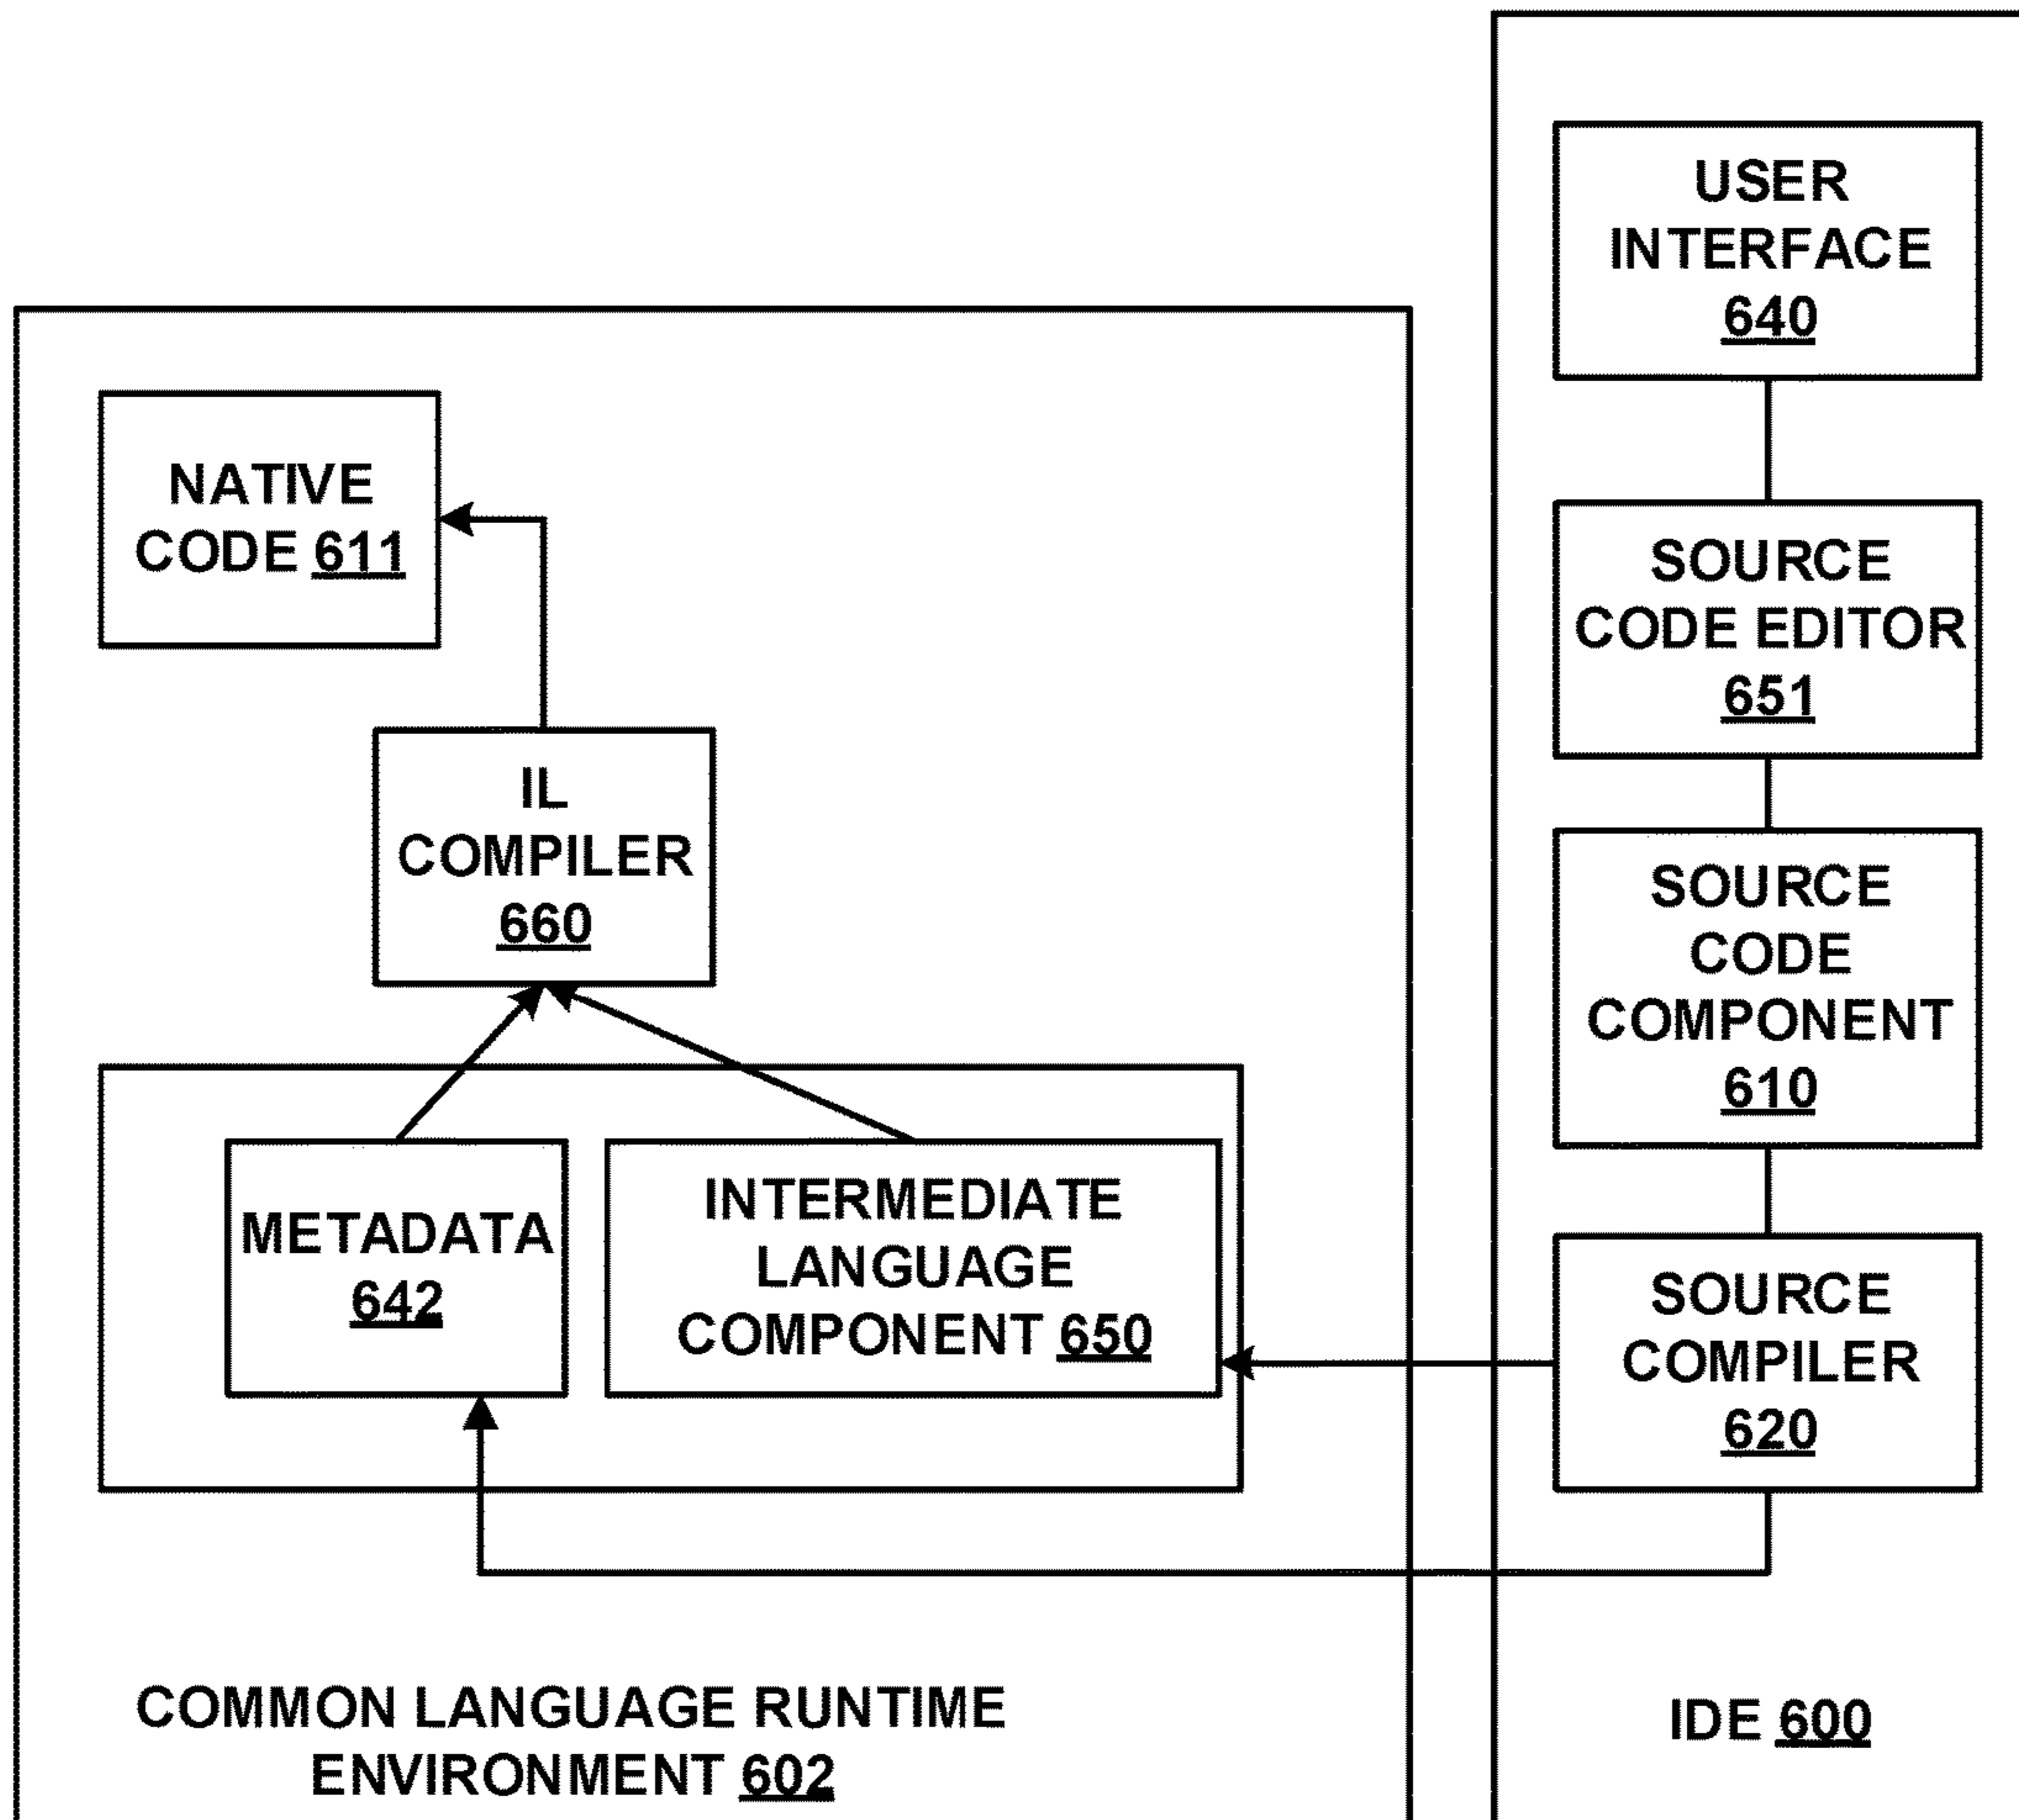 USER
INTERFACE
640
NATIVE
CODE 611
SOURCE
CODE EDITOR
651
IL
COMPILER
660
SOURCE
CODE
COMPONENT
610
METADATA
642
INTERMEDIATE
LANGUAGE
COMPONENT 650
SOURCE
COMPILER
620
COMMON LANGUAGE RUNTIME
ENVIRONMENT 602
IDE 600